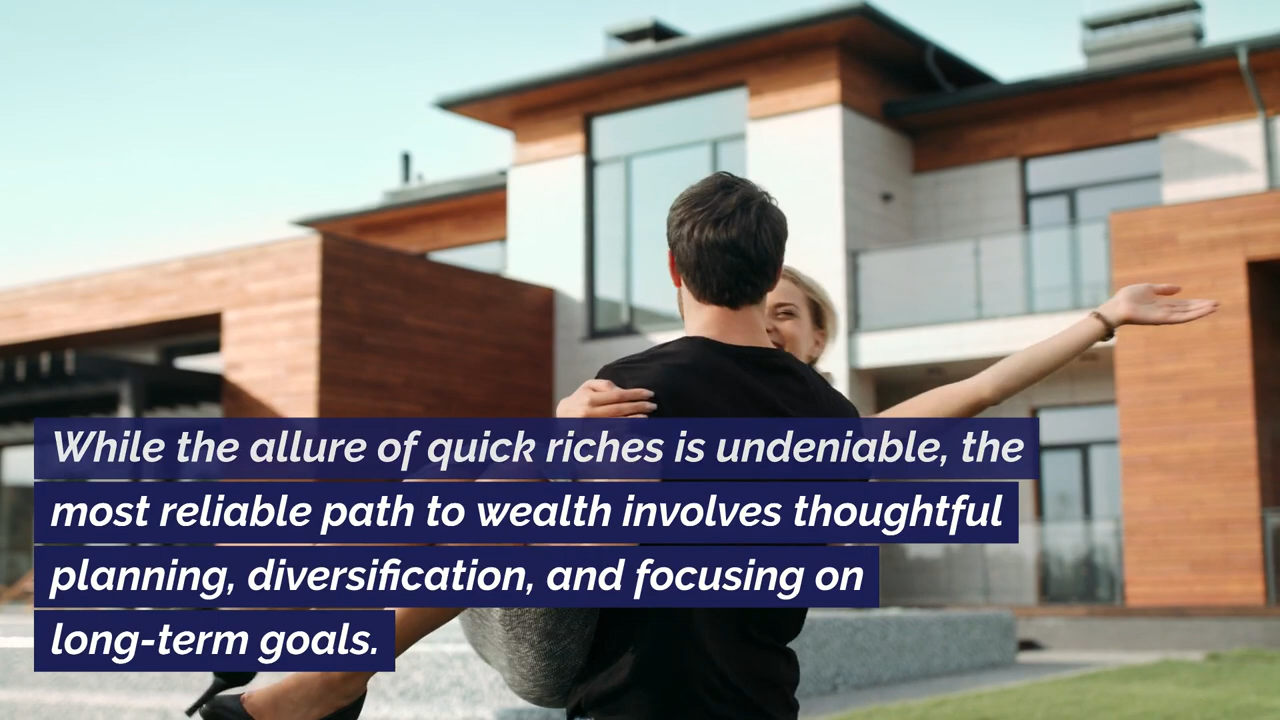 While the allure of quick riches is undeniable, the
most reliable path to wealth involves thoughtful
planning, diversification, and focusing on
long-term goals.